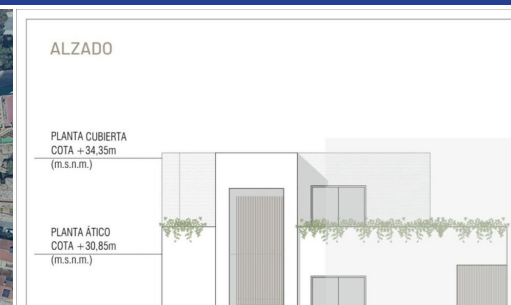 ALZADO
PLANTA CUBIERTA
COTA +34,35m
(m.s.n.m.)
PLANTA ÁTICO
COTA +30,85m
(m.s.n.m.)